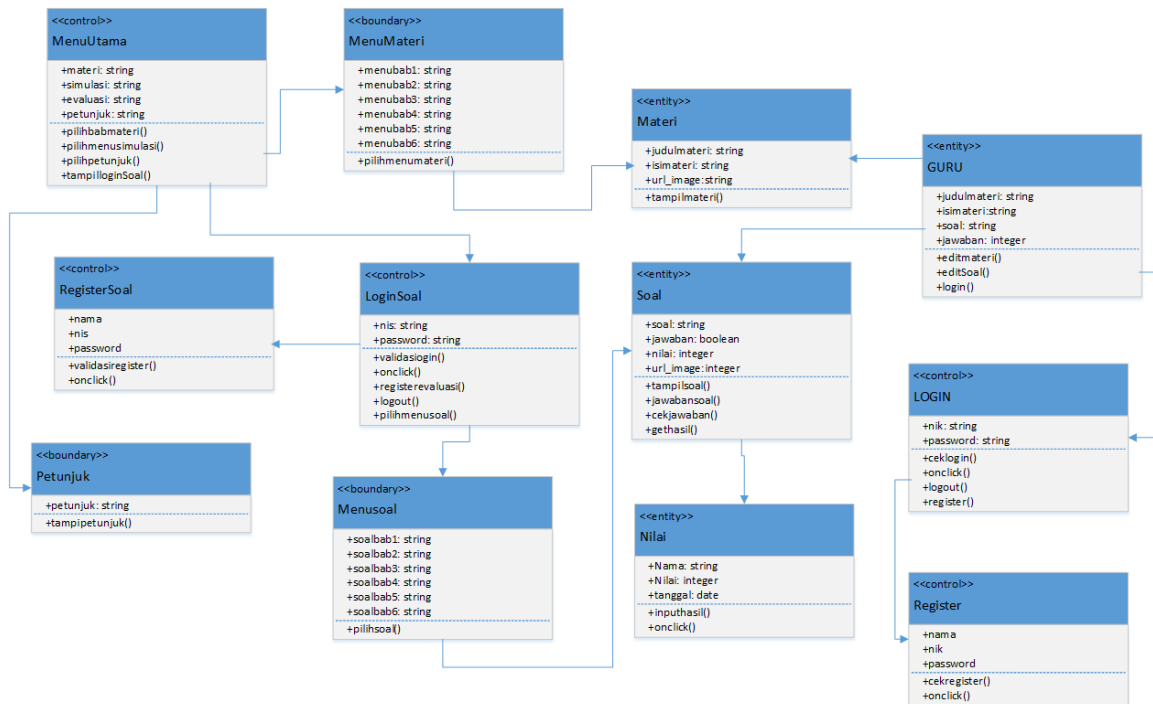 <<control>>
MenuUtama
+materi: string
+simulasi: string
+evaluasi: string
+petunjuk: string
+pilihbabmateri()
+pilihmenusimulasi()
+pilihpetunjuk()
+tampilloginSoal()
<<boundary>>
MenuMateri
+menubab1: string
+menubab2: string
+menubab3: string
+menubab4: string
+menubab5: string
+menubab6: string
+pilihmenumateri()
<<entity>>
Materi
+judulmateri: string
+isimateri: string
+url_image:string
+tampilmateri()
<<entity>>
GURU
+judulmateri: string
+isimateri:string
+soal: string
+jawaban: integer
+editmateri()
+editSoal()
+login()
<<control>>
RegisterSoal
+nama
+nis
+password
+validasiregister()
+onclick()
<<control>>
LoginSoal
+nis: string
+password: string
+validasiogin()
+onclick()
+registerevaluasi()
+logout()
+pilihmenusoal()
<<entity>>
Soal
+soal: string
+jawaban: boolean
+nilai: integer
+url_image:integer
+tampilsoal()
+jawabansoal()
+cekjawaban()
+gethasil()
<<control>>
LOGIN
+nik: string
+password: string
+ceklogin()
+onclick()
+logout()
+register()
<<boundary>>
Petunjuk
+petunjuk: string
+tampipetunjuk()
<<boundary>>
Menusoal
+soalbab1: string
+soalbab2: string
+soalbab3: string
+soalbab4: string
+soalbab5: string
+soalbab6: string
+pilihsoal()
<<entity>>
Nilai
+Nama: string
+Nilai: integer
+tanggal: date
+inputhasil()
+onclick()
<<control>>
Register
+nama
+nik
+password
+cekregister()
+onclick()